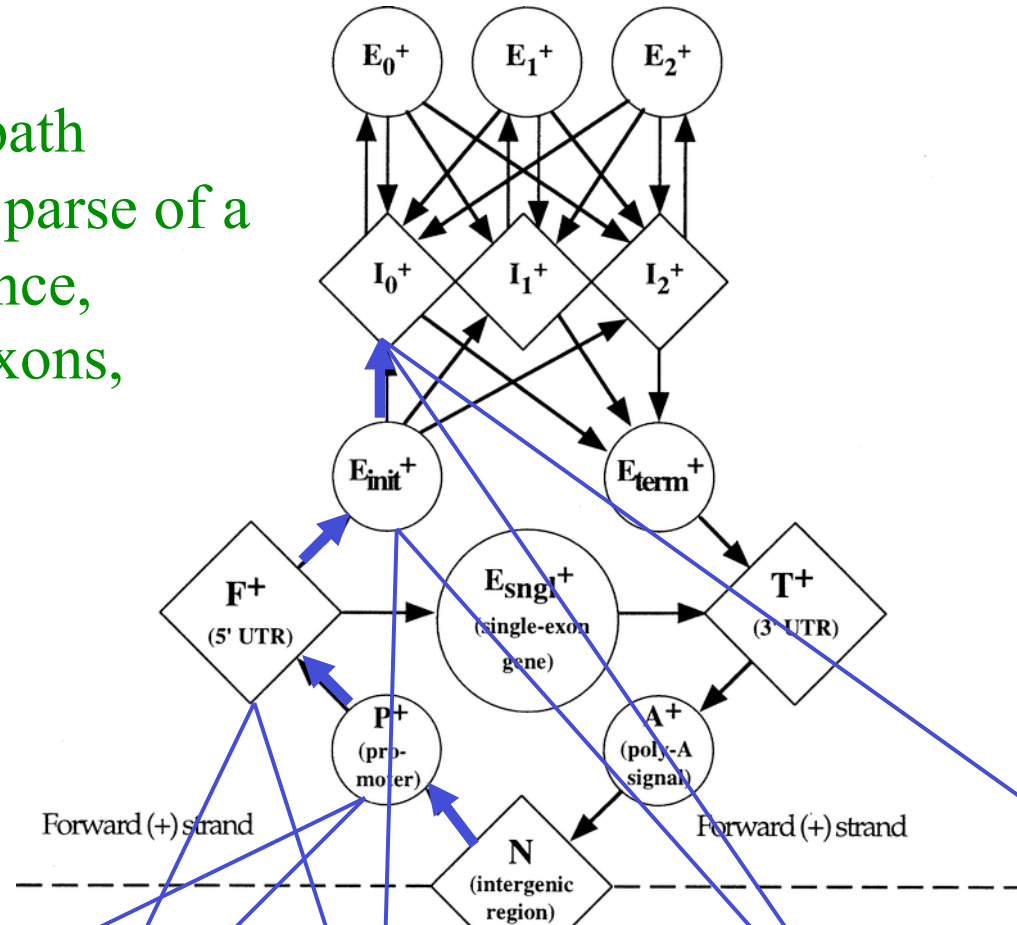 E0+ E1+ E2+
path
parse of a
I0+ I1+ I2+
nce,
xons,
Einit+ Eterm+
F+ Esngl+ T+
(5' UTR) (single-exon (3' UTR)
gene)
P+ A+
(pro- (poly-A
moter) signal)
Forward (+) strand Forward (+) strand
N
(intergenic
region)